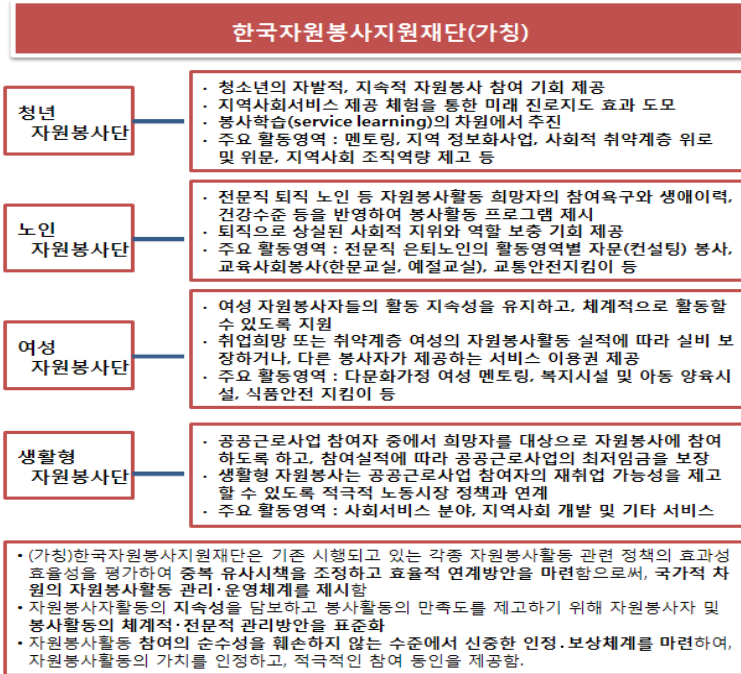 한국자원봉사지원재단(가칭)
청년
자원봉사단
· 청소년의 자발적, 지속적 자원봉사 참여 기회 제공
· 지역사회서비스 제공 체험을 통한 미래 진로지도 효과 도모
· 봉사학습(service learning)의 차원에서 추진
· 주요 활동영역 : 멘토링, 지역 정보화사업, 사회적 취약계층 위로
및 위문, 지역사회 조직역량 제고 등
노인
자원봉사단
· 전문직 퇴직 노인 등 자원봉사활동 희망자의 참여욕구와 생애이력,
건강수준 등을 반영하여 봉사활동 프로그램 제시
· 퇴직으로 상실된 사회적 지위와 역할 보충 기회 제공
· 주요 활동영역 : 전문직 은퇴노인의 활동영역별 자문(컨설팅) 봉사,
교육사회봉사(한문교실, 예절교실), 교통안전지킴이 등
여성
자원봉사단
· 여성 자원봉사자들의 활동 지속성을 유지하고, 체계적으로 활동할
수 있도록 지원
· 취업희망 또는 취약계층 여성의 자원봉사활동 실적에 따라 실비 보
장하거나, 다른 봉사자가 제공하는 서비스 이용권 제공
· 주요 활동영역 : 다문화가정 여성 멘토링, 복지시설 및 아동 양육시
설, 식품안전 지킴이 등
생활형
자원봉사단
· 공공근로사업 참여자 중에서 희망자를 대상으로 자원봉사에 참여
하도록 하고, 참여실적에 따라 공공근로사업의 최저임금을 보장
· 생활형 자원봉사는 공공근로사업 참여자의 재취업 가능성을 제고
할 수 있도록 적극적 노동시장 정책과 연계
· 주요 활동영역 : 사회서비스 분야, 지역사회 개발 및 기타 서비스
• (가칭)한국자원봉사지원재단은 기존 시행되고 있는 각종 자원봉사활동 관련 정책의 효과성
효율성을 평가하여 중복 유사시책을 조정하고 효율적 연계방안을 마련함으로써, 국가적 차
원의 자원봉사활동 관리·운영체계를 제시함
• 자원봉사자활동의 지속성을 담보하고 봉사활동의 만족도를 제고하기 위해 자원봉사자 및
봉사활동의 체계적·전문적 관리방안을 표준화
• 자원봉사활동 참여의 순수성을 훼손하지 않는 수준에서 신중한 인정.보상체계를 마련하여,
자원봉사활동의 가치를 인정하고, 적극적인 참여 동인을 제공함.